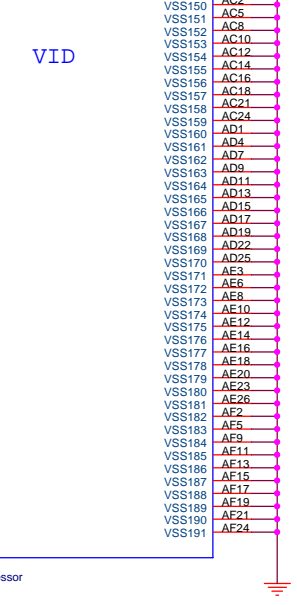 VSS150 AC2
VSS151 AC5
VSS152 AC8
VSS153 AC10
VID
VSS154 AC12
VSS155 AC14
VSS156 AC16
VSS157 AC18
VSS158 AC21
VSS159 AC24
VSS160 AD1
VSS161 AD4
VSS162 AD7
VSS163 AD9
VSS164 AD11
VSS165 AD13
VSS166 AD15
VSS167 AD17
VSS168 AD19
VSS169 AD22
VSS170 AD25
VSS171 AE3
VSS172 AE6
VSS173 AE8
VSS174 AE10
VSS175 AE12
VSS176 AE14
VSS177 AE16
VSS178 AE18
VSS179 AE20
VSS180 AE23
VSS181 AE26
VSS182 AF2
VSS183 AF5
VSS184 AF9
VSS185 AF11
VSS186 AF13
VSS187 AF15
VSS188 AF17
VSS189 AF19
VSS190 AF21
VSS191 AF24
ssor